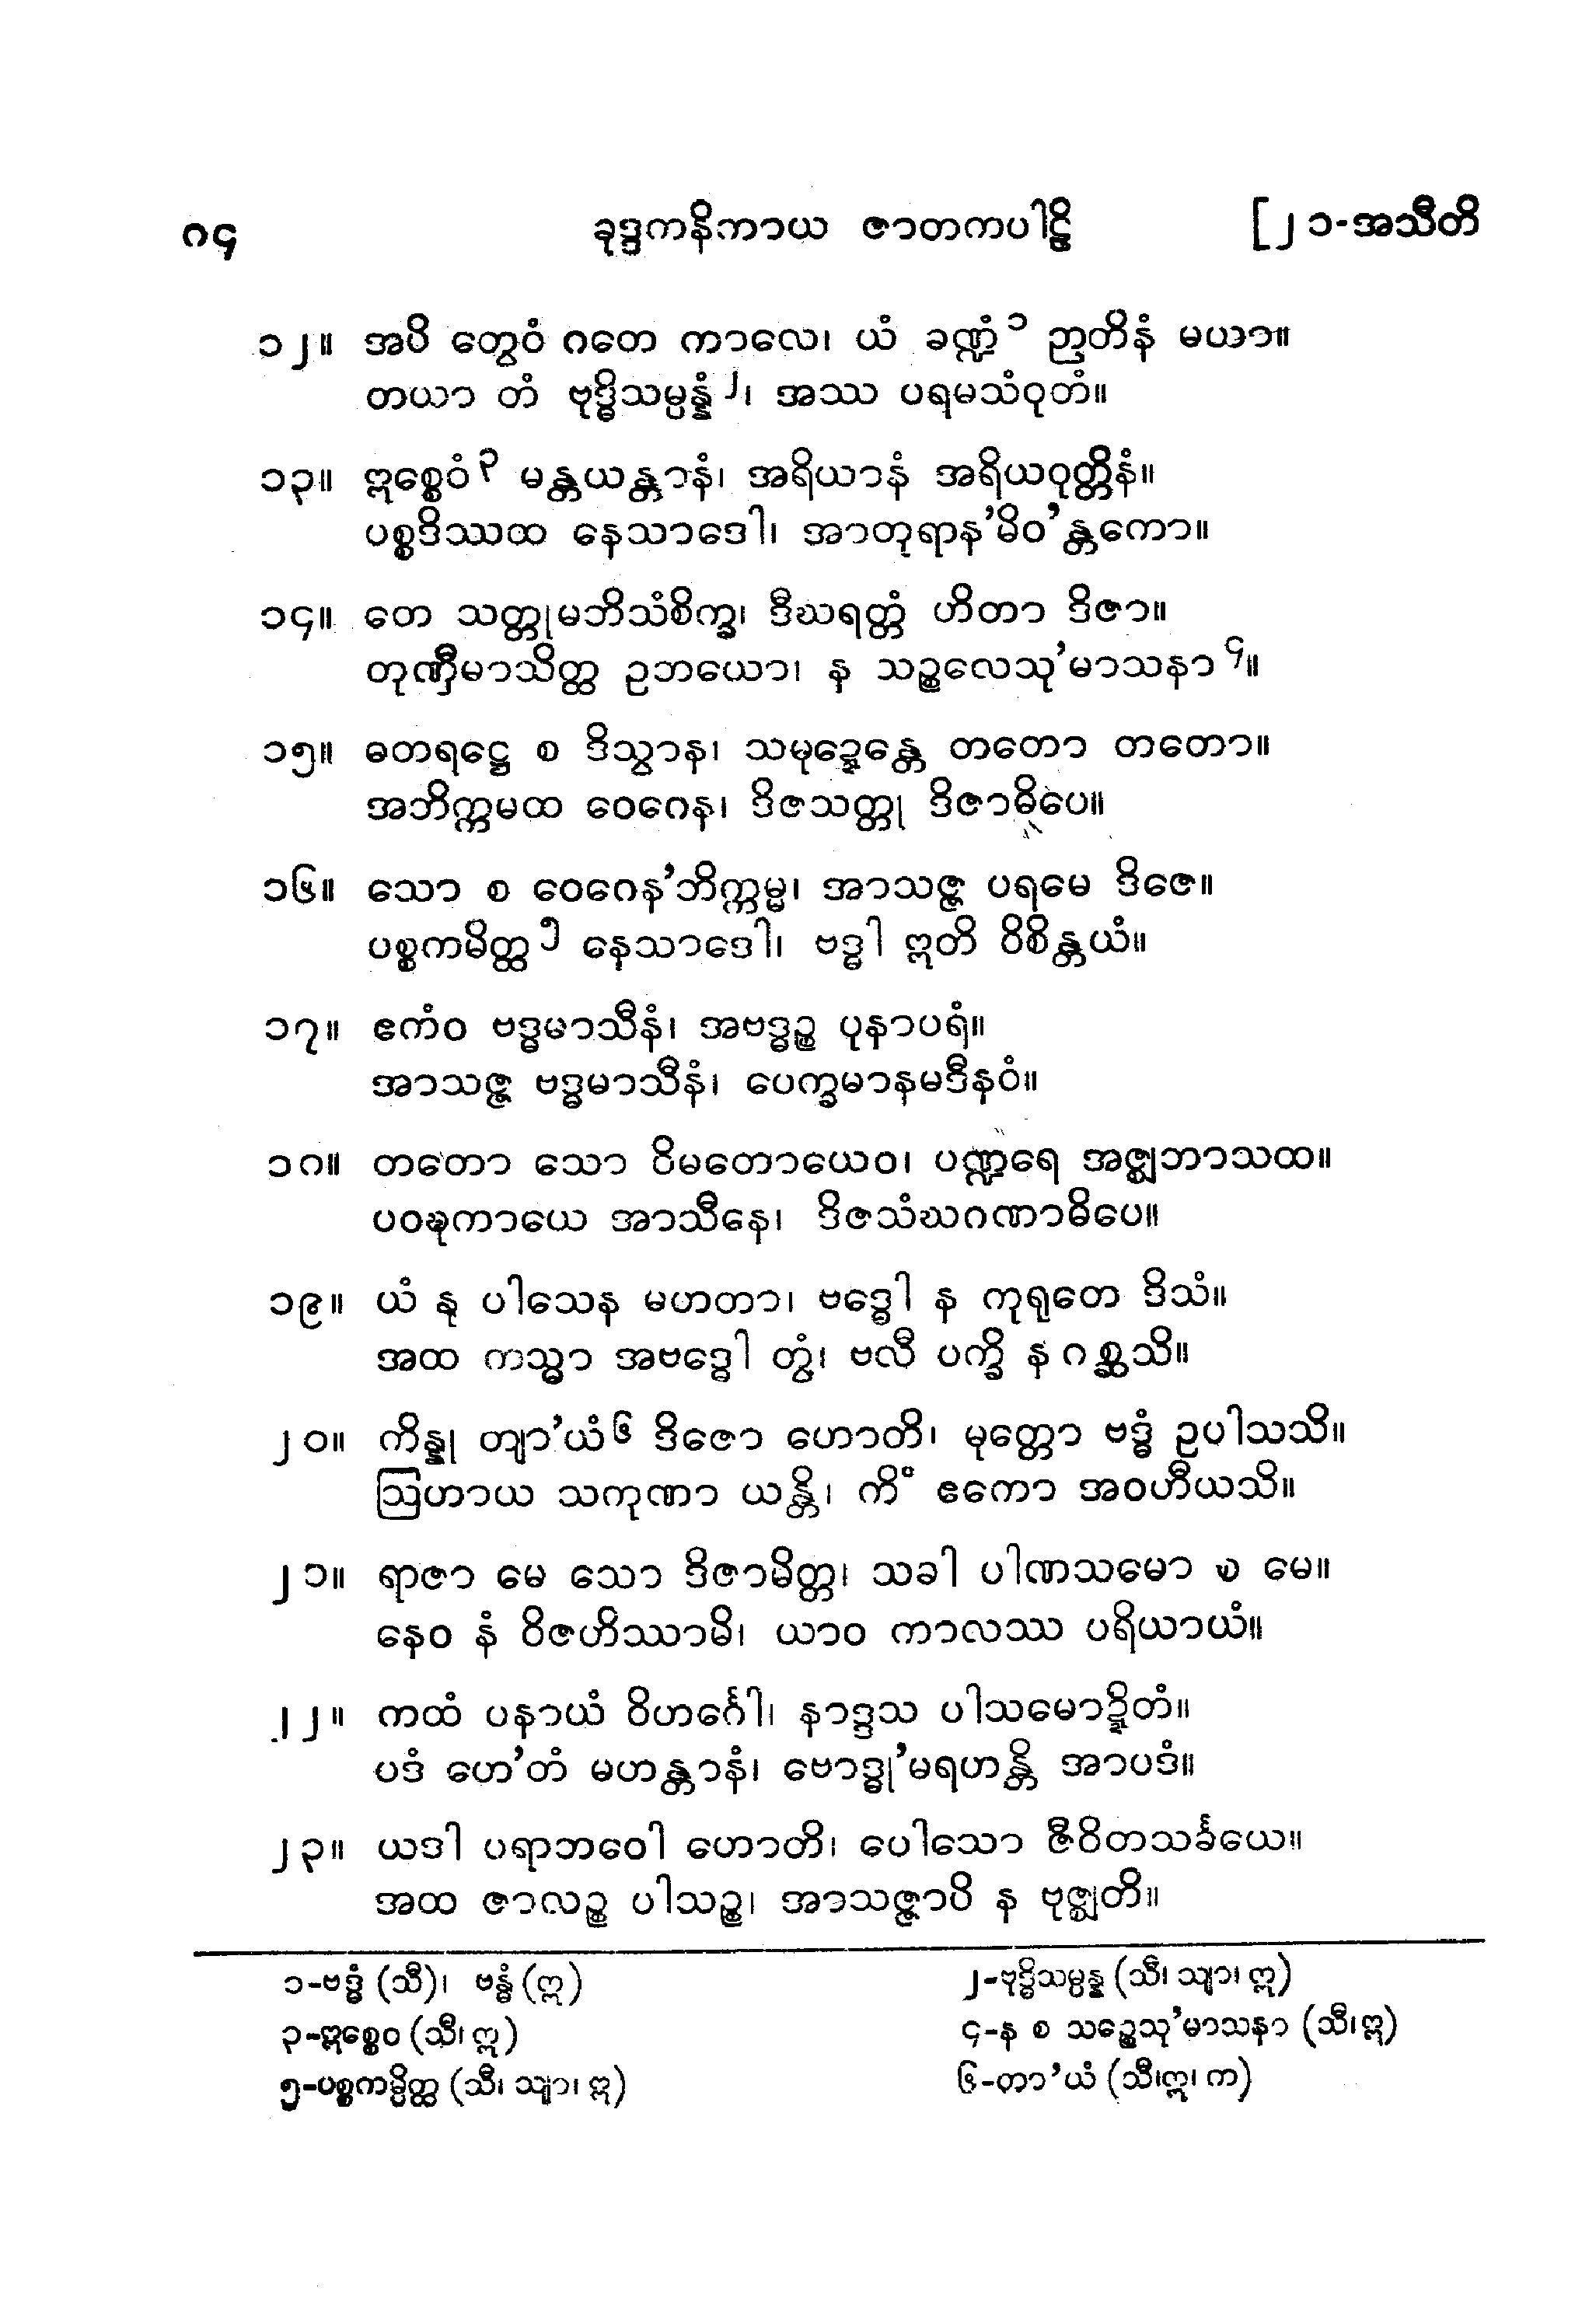 ၈၄ ခုဒ္ဒကနိကာယ ဇာတကပါဠိ [၂၁-အသီတိ
၁၂။ အပိ တွေဝံ ဂတေ ကာလေ၊ ယံ ခဏ္ဍံ၁ ဉာတိနံ မယာ။
တယာ တံ ဗုဒ္ဓိသမ္ပန္နံ၂၊ အဿ ပရမသံဝုတံ။
၁၃။ ဣစ္စေဝံ၃ မန္တယန္တာနံ၊ အရိယာနံ အရိယဝုတ္တိနံ။
ပစ္စဒိဿထ နေသာဒေါ၊ အာတုရာန’မိဝ’န္တကော။
၁၄။ တေ သတ္တုမဘိသံစိက္ခ၊ ဒီဃရတ္တံ ဟိတာ ဒိဇာ။
တုဏှီမာသိတ္ထ ဥဘယော၊ န သဉ္စလေသု’မာသနာ၄။
၁၅။ ဓတရဋ္ဌေ စ ဒိသွာန၊ သမုဍ္ဍေန္တေ တတော တတော။
အဘိက္ကမထ ဝေဂေန၊ ဒိဇသတ္တု ဒိဇာဓိပေ။
၁၆။ သော စ ဝေဂေန’ဘိက္ကမ္မ၊ အာသဇ္ဇ ပရမေ ဒိဇေ။
ပစ္စကမိတ္ထ၅ နေသာဒေါ၊ ဗဒ္ဓါ ဣတိ ဝိစိန္တယံ။
၁၇။ ဧကံဝ ဗဒ္ဓမာသီနံ၊ အဗဒ္ဓဉ္စ ပုနာပရံ။
အာသဇ္ဇ ဗဒ္ဓမာသီနံ၊ ပေက္ခမာနမဒီနဝံ။
၁၈။ တတော သော ဝိမတောယေဝ၊ ပဏ္ဍရေ အဇ္ဈဘာသထ။
ပဝဍ္ဎကာယေ အာသီနေ၊ ဒိဇသံဃဂဏာဓိပေ။
၁၉။ ယံ နု ပါသေန မဟတာ၊ ဗဒ္ဓေါ န ကုရုတေ ဒိသံ။
အထ ကသ္မာ အဗဒ္ဓေါ တွံ၊ ဗလီ ပက္ခိ န ဂစ္ဆသိ။
၂၀။ ကိန္နု တျာ’ယံ၆ ဒိဇော ဟောတိ၊ မုတ္တော ဗဒ္ဓံ ဥပါသသိ။
ဩဟာယ သကုဏာ ယန္တိ၊ ကိံ ဧကော အဝဟီယသိ။
၂၁။ ရာဇာ မေ သော ဒိဇာမိတ္တ၊ သခါ ပါဏသမော စ မေ။
နေဝ နံ ဝိဇဟိဿာမိ၊ ယာဝ ကာလဿ ပရိယာယံ။
၂၂။ ကထံ ပနာယံ ဝိဟင်္ဂေါ၊ နာဒ္ဒသ ပါသမောဍ္ဍိတံ။
ပဒံ ဟေ’တံ မဟန္တာနံ၊ ဗောဒ္ဓု’မရဟန္တိ အာပဒံ။
၂၃။ ယဒါ ပရာဘဝေါ ဟောတိ၊ ပေါသော ဇီဝိတသင်္ခယေ။
အထ ဇာလဉ္စ ပါသဉ္စ၊ အာသဇ္ဇာပိ န ဗုဇ္ဈတိ။
၁-ဗဒ္ဓံ (သီ)၊ ဗန္ဓံ (ဣ) ၂-ဗုဒ္ဓိသမ္ပန္န (သီ၊ သျာ၊ ဣ)
၃-ဣစ္စေဝ (သီ၊ ဣ) ၄-န စ သဉ္စေသု’မာသနာ (သီ၊ ဣ)
၅-ပစ္စကမ္ပိတ္ထ (သီ၊ သျာ၊ ဣ) ၆-တာ’ယံ (သီ၊ ဣ၊ က)